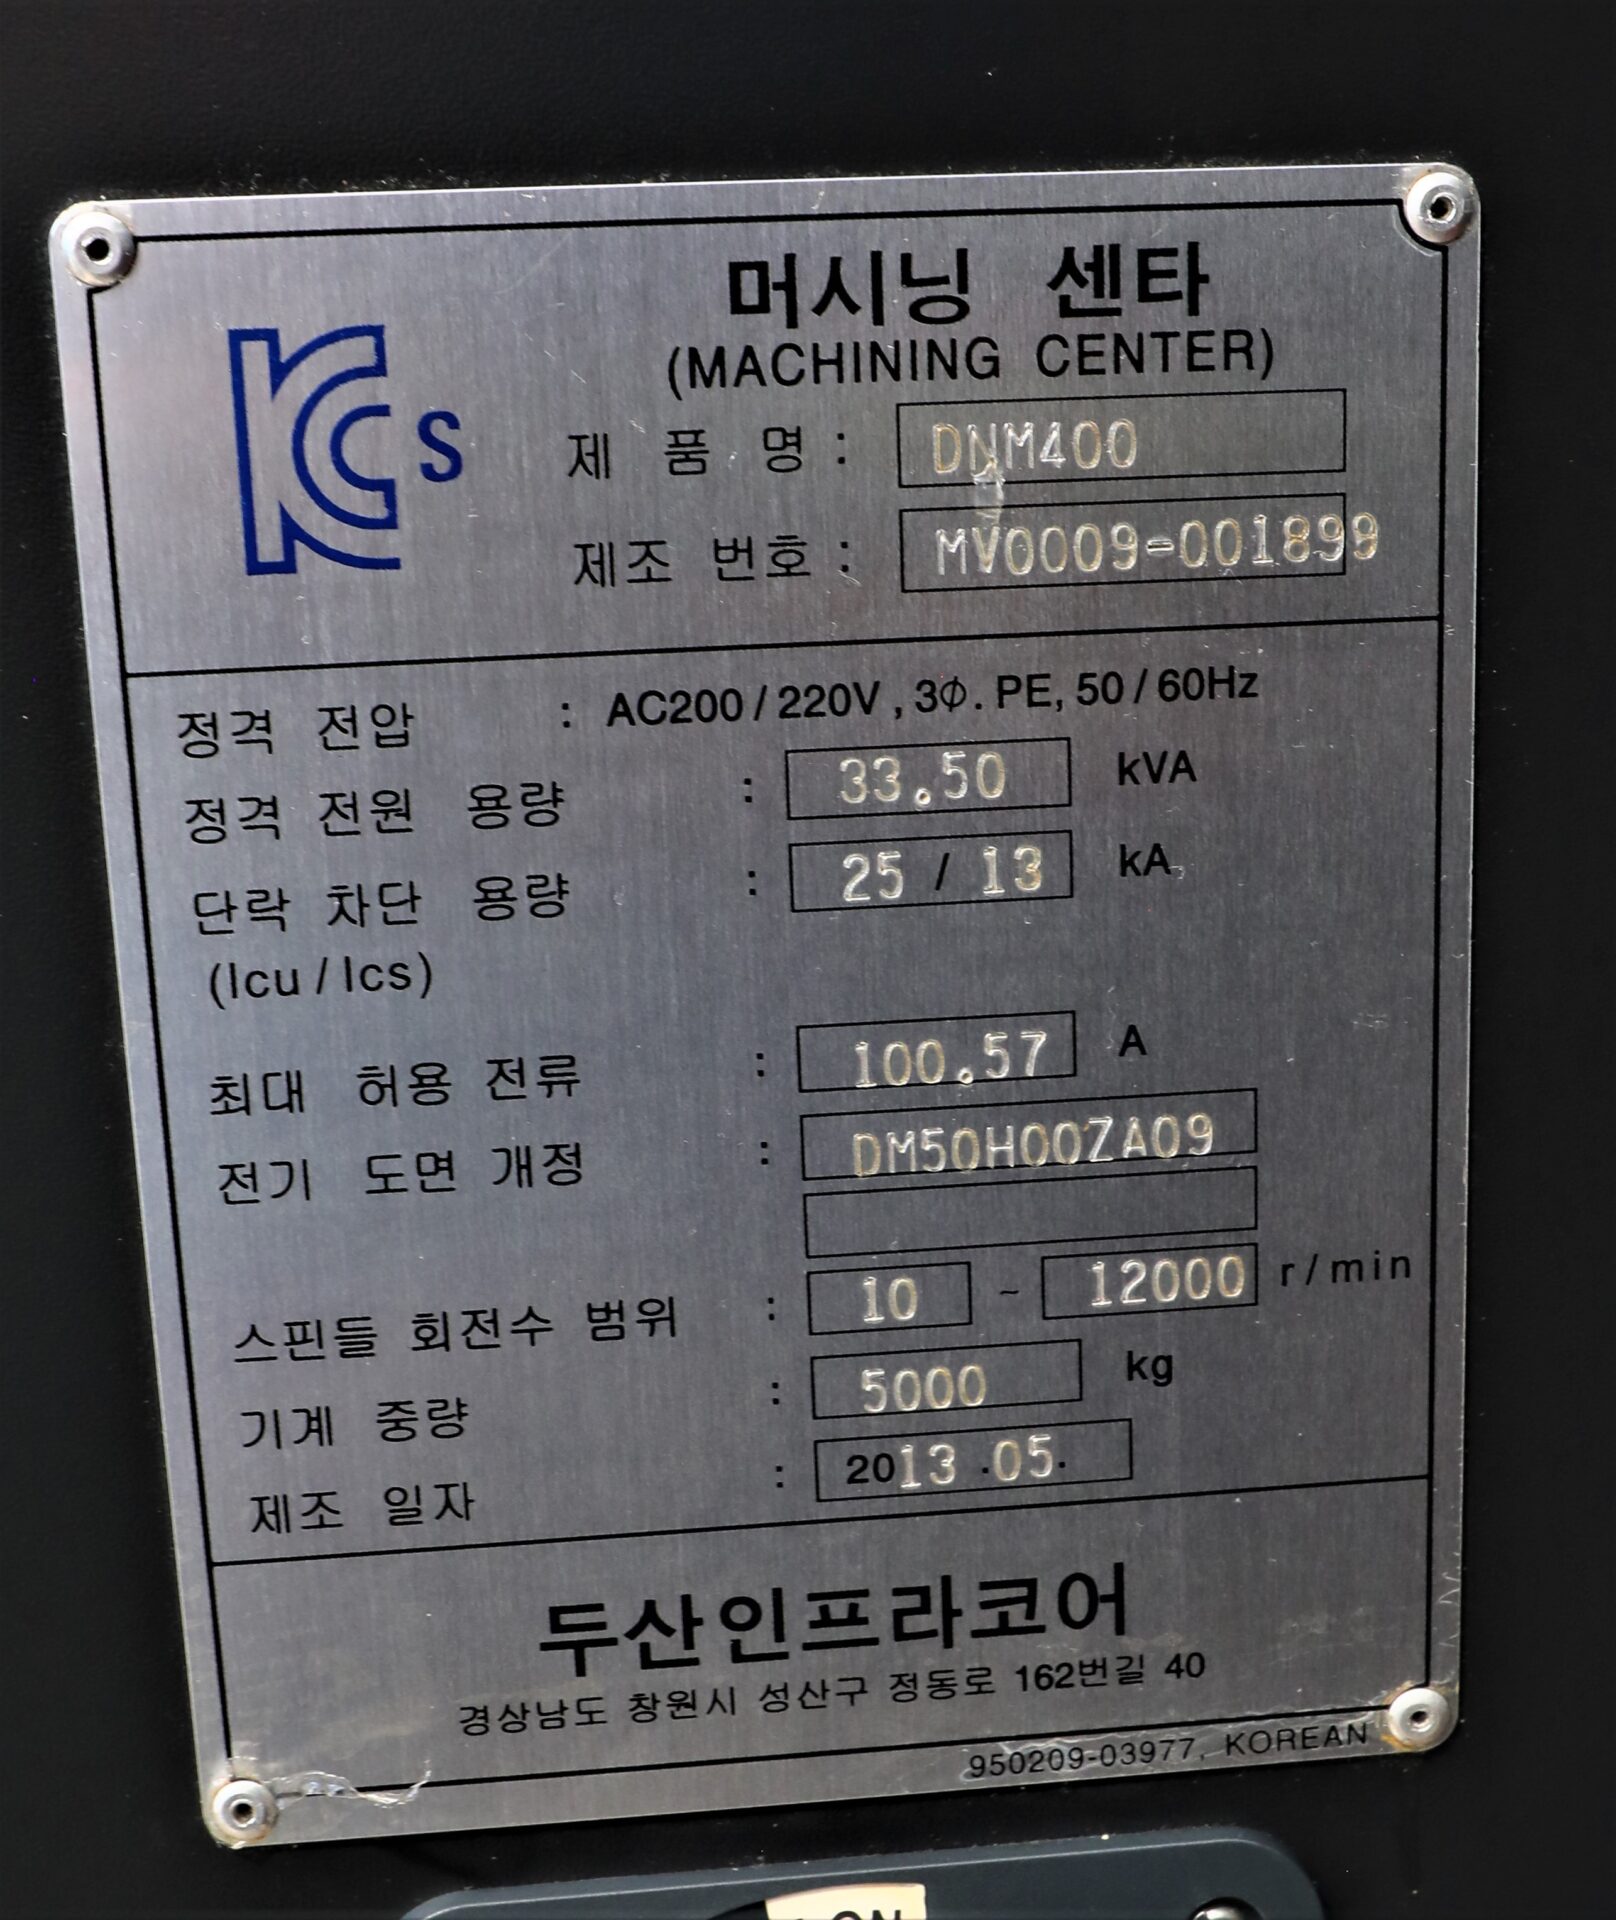 KCs
머시닝 센타
(MACHINING CENTER)
제 품 명 : DNM400
제조 번호 : MV0009-001899
정격 전압 : AC200/220V, 3Φ. PE, 50/60Hz
정격 전원 용량 : 33.50 kVA
단락 차단 용량 : 25 / 13 kA
(Icu/Ics)
최대 허용 전류 : 100.57 A
전기 도면 개정 : DM50H00ZA09
스핀들 회전수 범위 : 10 ~ 12000 r/min
기계 중량 : 5000 kg
제조 일자 : 2013.05.
두산인프라코어
경상남도 창원시 성산구 정동로 162번길 40
950209-03977, KOREAN
ON